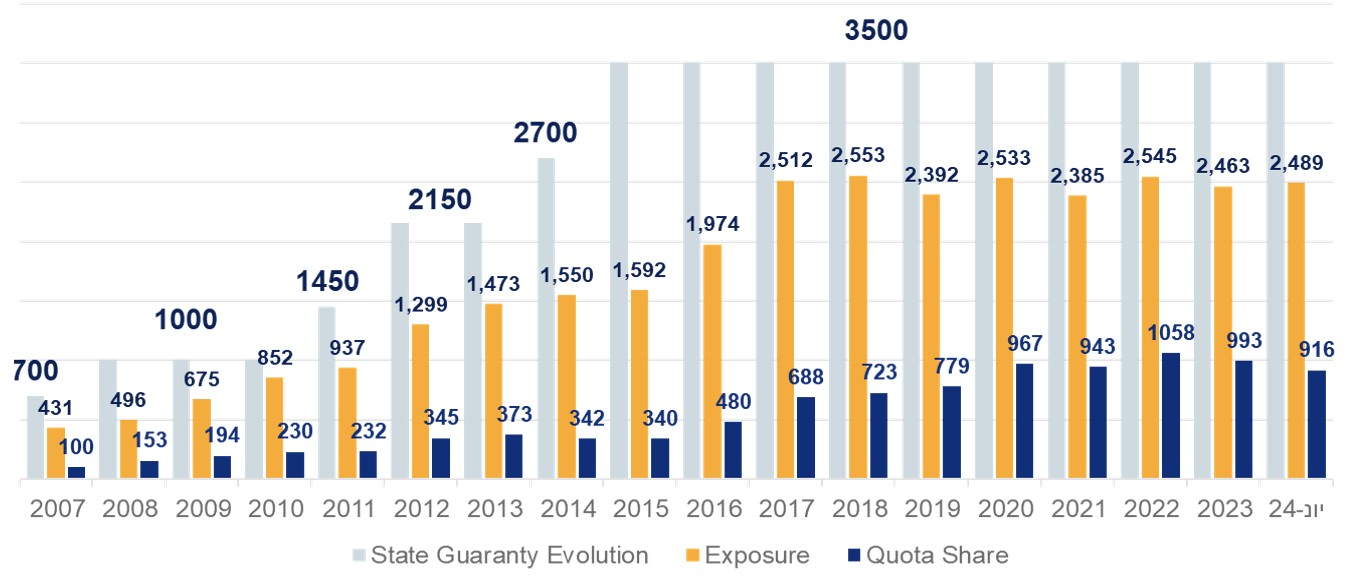 3500
2700
2,512 2,553 2,392 2,533 2,385 2,545 2,463 2,489
2150
1,974
1450
1,299 1,473 1,550 1,592
1000
852 937
700
675
431 496
688 723 779 967 943 1058 993 916
100 153 194 230 232 345 373 342 340 480
2007 2008 2009 2010 2011 2012 2013 2014 2015 2016 2017 2018 2019 2020 2021 2022 2023 יונ-24
State Guaranty Evolution Exposure Quota Share